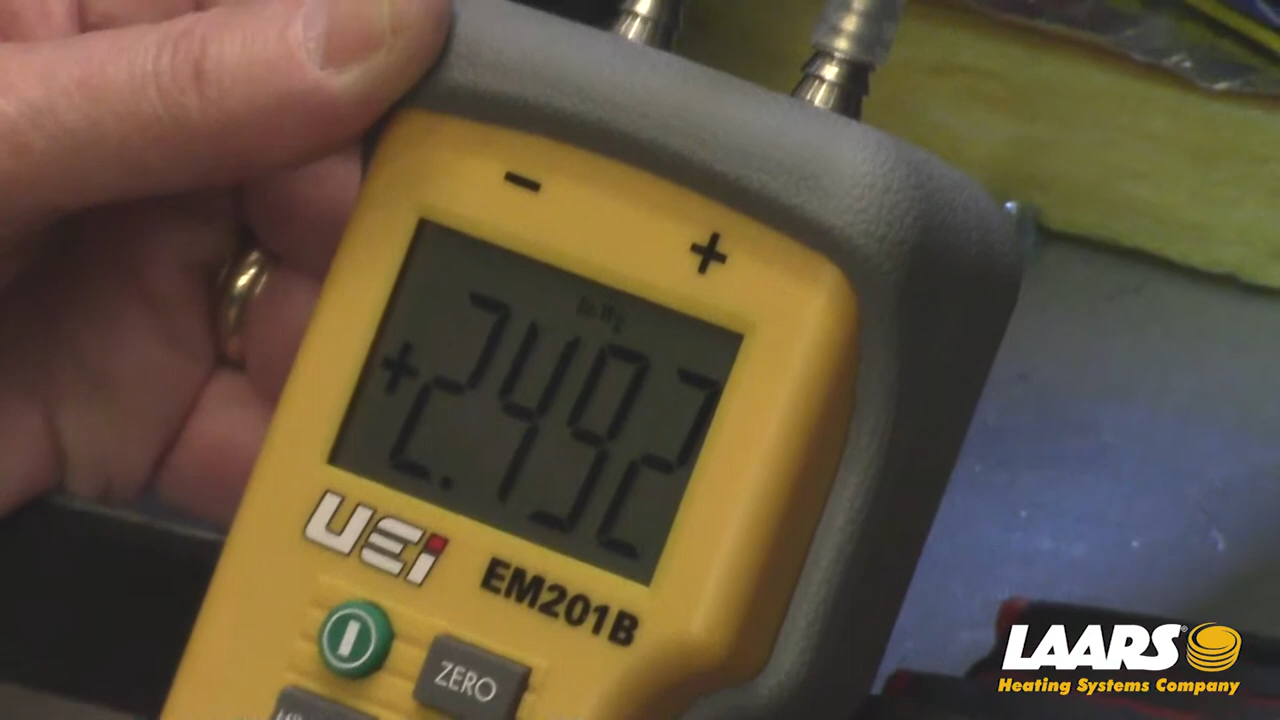 −
+
+2.492
UEi
EM201B
ZERO
LAARS®
Heating Systems Company